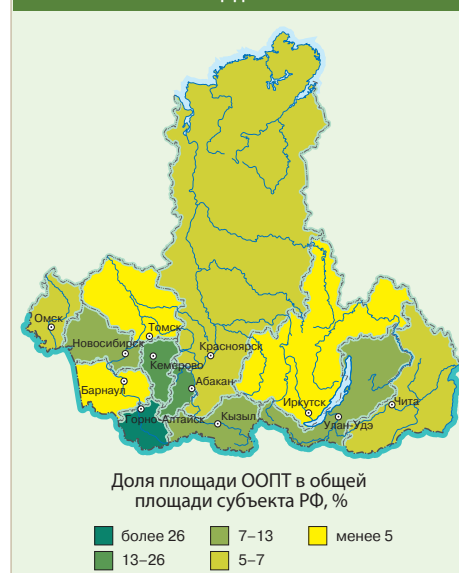 Омск
Томск
Новосибирск
Красноярск
Кемерово
Барнаул
Абакан
Иркутск
Чита
Горно-Алтайск
Кызыл
Улан-Удэ
Доля площади ООПТ в общей
площади субъекта РФ, %
более 26
7–13
менее 5
13–26
5–7